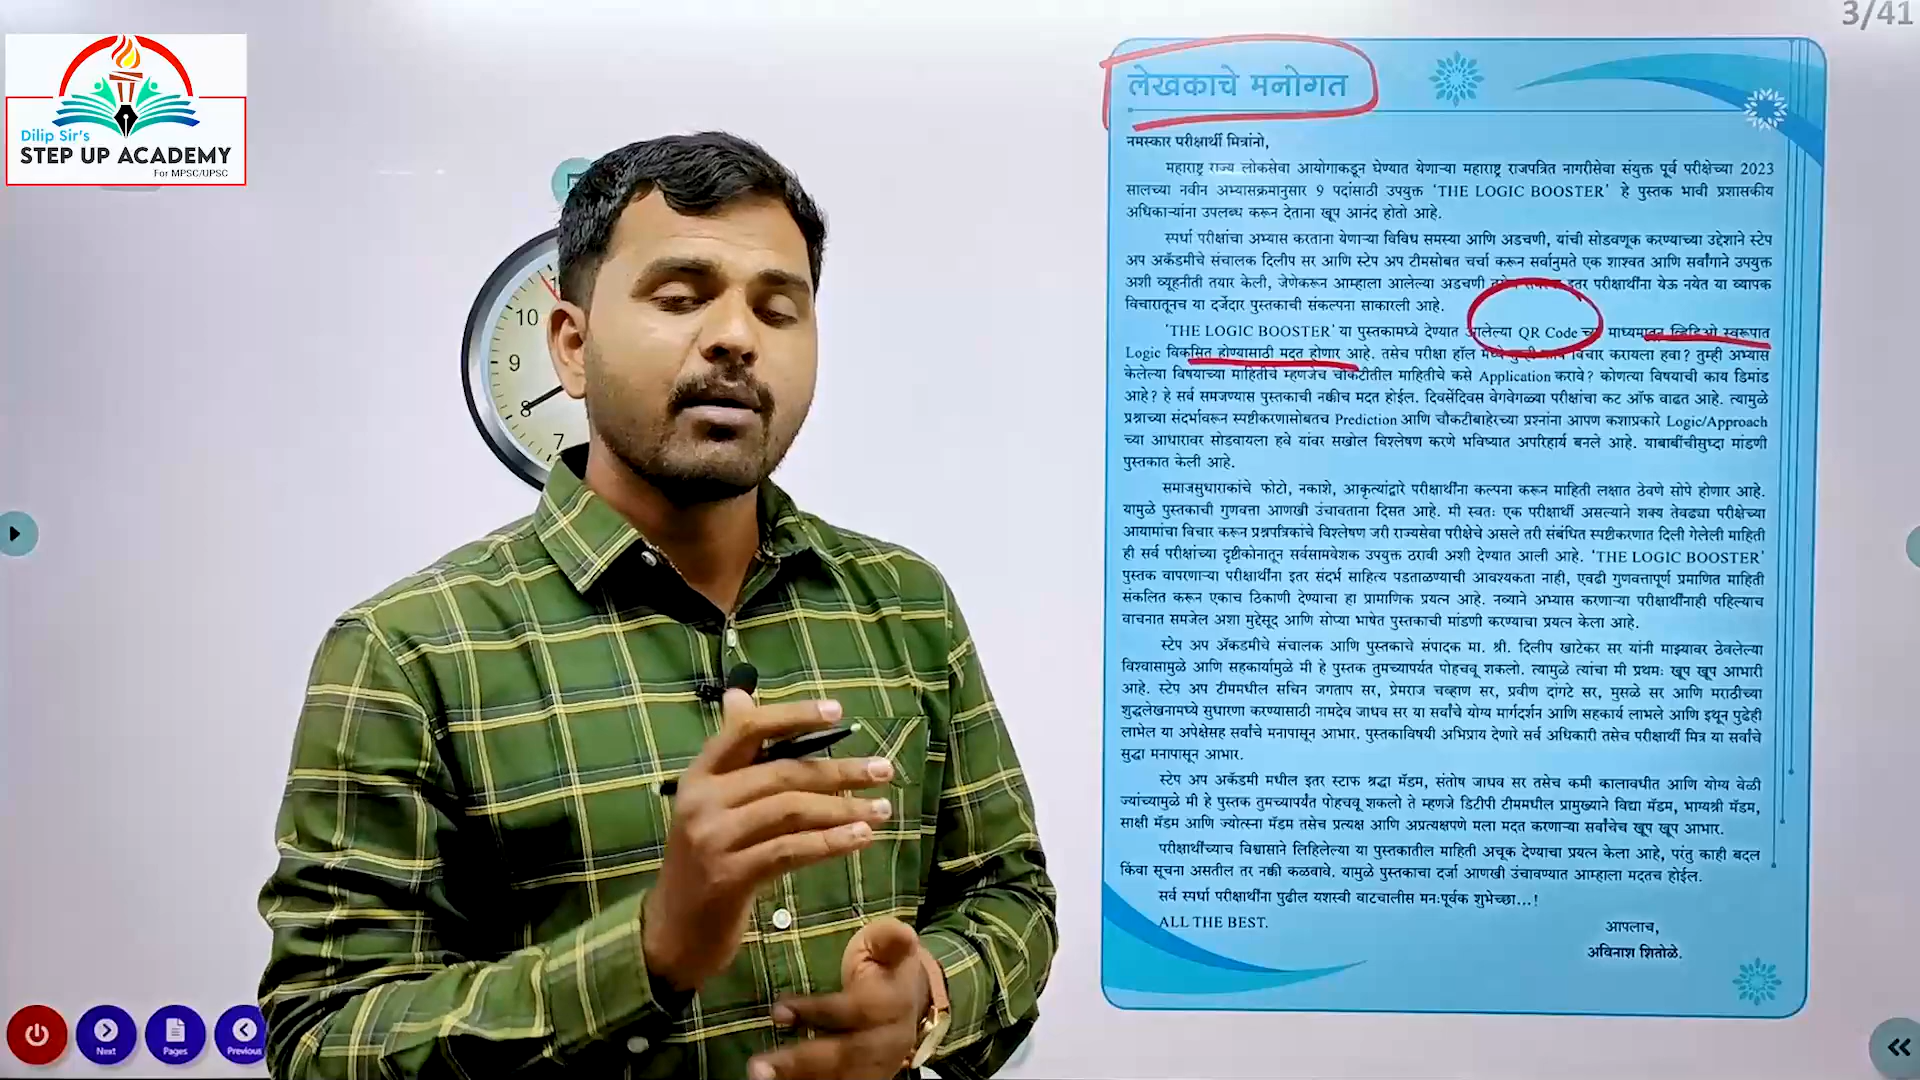 3/41
Dilip Sir's
STEP UP ACADEMY
For MPSC/UPSC
10
9
8
7
लेखकाचे मनोगत
नमस्कार परीक्षार्थी मित्रांनो,
महाराष्ट्र राज्य लोकसेवा आयोगाकडून घेण्यात येणाऱ्या महाराष्ट्र राजपत्रित नागरीसेवा संयुक्त पूर्व परीक्षेच्या 2023
सालच्या नवीन अभ्यासक्रमानुसार 9 पदांसाठी उपयुक्त 'THE LOGIC BOOSTER' हे पुस्तक भावी प्रशासकीय
अधिकाऱ्यांना उपलब्ध करून देताना खूप आनंद होतो आहे.
स्पर्धा परीक्षांचा अभ्यास करताना येणाऱ्या विविध समस्या आणि अडचणी, यांची सोडवणूक करण्याच्या उद्देशाने स्टेप
अप अकॅडमीचे संचालक दिलीप सर आणि स्टेप अप टीमसोबत चर्चा करून सर्वानुमते एक शाश्वत आणि सर्वांगाने उपयुक्त
अशी व्यूहनीती तयार केली, जेणेकरून आम्हाला आलेल्या अडचणी इतर परीक्षार्थींना येऊ नयेत या व्यापक
विचारातूनच या दर्जेदार पुस्तकाची संकल्पना साकारली आहे.
'THE LOGIC BOOSTER' या पुस्तकामध्ये देण्यात आलेल्या QR Code च्या माध्यमातून व्हिडिओ स्वरूपात
Logic विकसित होण्यासाठी मदत होणार आहे. तसेच परीक्षा हॉल मध्ये विचार करायला हवा? तुम्ही अभ्यास
केलेल्या विषयाच्या माहितीचे म्हणजेच चौकटीतील माहितीचे कसे Application करावे? कोणत्या विषयाची काय डिमांड
आहे? हे सर्व समजण्यास पुस्तकाची नक्कीच मदत होईल. दिवसेंदिवस वेगवेगळ्या परीक्षांचा कट ऑफ वाढत आहे. त्यामुळे
प्रश्नाच्या संदर्भावरून स्पष्टीकरणासोबतच Prediction आणि चौकटीबाहेरच्या प्रश्नांना आपण कशाप्रकारे Logic/Approach
च्या आधारावर सोडवायला हवे यांवर सखोल विश्लेषण करणे भविष्यात अपरिहार्य बनले आहे. याबाबींचीसुध्दा मांडणी
पुस्तकात केली आहे.
समाजसुधारकांचे फोटो, नकाशे, आकृत्यांद्वारे परीक्षार्थींना कल्पना करून माहिती लक्षात ठेवणे सोपे होणार आहे.
यामुळे पुस्तकाची गुणवत्ता आणखी उंचावताना दिसत आहे. मी स्वतः एक परीक्षार्थी असल्याने शक्य तेवढ्या परीक्षेच्या
आयामांचा विचार करून प्रश्नपत्रिकांचे विश्लेषण जरी राज्यसेवा परीक्षेचे असले तरी संबंधित स्पष्टीकरणात दिली गेलेली माहिती
ही सर्व परीक्षांच्या दृष्टीकोनातून सर्वसामवेशक उपयुक्त ठरावी अशी देण्यात आली आहे. 'THE LOGIC BOOSTER'
पुस्तक वापरणाऱ्या परीक्षार्थींना इतर संदर्भ साहित्य पडताळण्याची आवश्यकता नाही, एवढी गुणवत्तापूर्ण प्रमाणित माहिती
संकलित करून एकाच ठिकाणी देण्याचा हा प्रामाणिक प्रयत्न आहे. नव्याने अभ्यास करणाऱ्या परीक्षार्थींनाही पहिल्याच
वाचनात समजेल अशा मुद्देसूद आणि सोप्या भाषेत पुस्तकाची मांडणी करण्याचा प्रयत्न केला आहे.
स्टेप अप अॅकडमीचे संचालक आणि पुस्तकाचे संपादक मा. श्री. दिलीप खाटेकर सर यांनी माझ्यावर ठेवलेल्या
विश्वासामुळे आणि सहकार्यामुळे मी हे पुस्तक तुमच्यापर्यंत पोहचवू शकलो. त्यामुळे त्यांचा मी प्रथमः खूप खूप आभारी
आहे. स्टेप अप टीममधील सचिन जगताप सर, प्रेमराज चव्हाण सर, प्रवीण दांगटे सर, मुसळे सर आणि मराठीच्या
शुद्धलेखनामध्ये सुधारणा करण्यासाठी नामदेव जाधव सर या सर्वांचे योग्य मार्गदर्शन आणि सहकार्य लाभले आणि इथून पुढेही
लाभेल या अपेक्षेसह सर्वांचे मनापासून आभार. पुस्तकाविषयी अभिप्राय देणारे सर्व अधिकारी तसेच परीक्षार्थी मित्र या सर्वांचे
सुद्धा मनापासून आभार.
स्टेप अप अकॅडमी मधील इतर स्टाफ श्रद्धा मॅडम, संतोष जाधव सर तसेच कमी कालावधीत आणि योग्य वेळी
ज्यांच्यामुळे मी हे पुस्तक तुमच्यापर्यंत पोहचवू शकलो ते म्हणजे डिटीपी टीममधील प्रामुख्याने विद्या मॅडम, भाग्यश्री मॅडम,
साक्षी मॅडम आणि ज्योत्स्ना मॅडम तसेच प्रत्यक्ष आणि अप्रत्यक्षपणे मला मदत करणाऱ्या सर्वांचेच खूप खूप आभार.
परीक्षार्थींच्याच विश्वासाने लिहिलेल्या या पुस्तकातील माहिती अचूक देण्याचा प्रयत्न केला आहे, परंतु काही बदल
किंवा सूचना असतील तर नक्की कळवावे. यामुळे पुस्तकाचा दर्जा आणखी उंचावण्यात आम्हाला मदतच होईल.
सर्व स्पर्धा परीक्षार्थींना पुढील यशस्वी वाटचालीस मनःपूर्वक शुभेच्छा...!
ALL THE BEST.
आपलाच,
अविनाश शितोळे.
Next
Pages
Previous